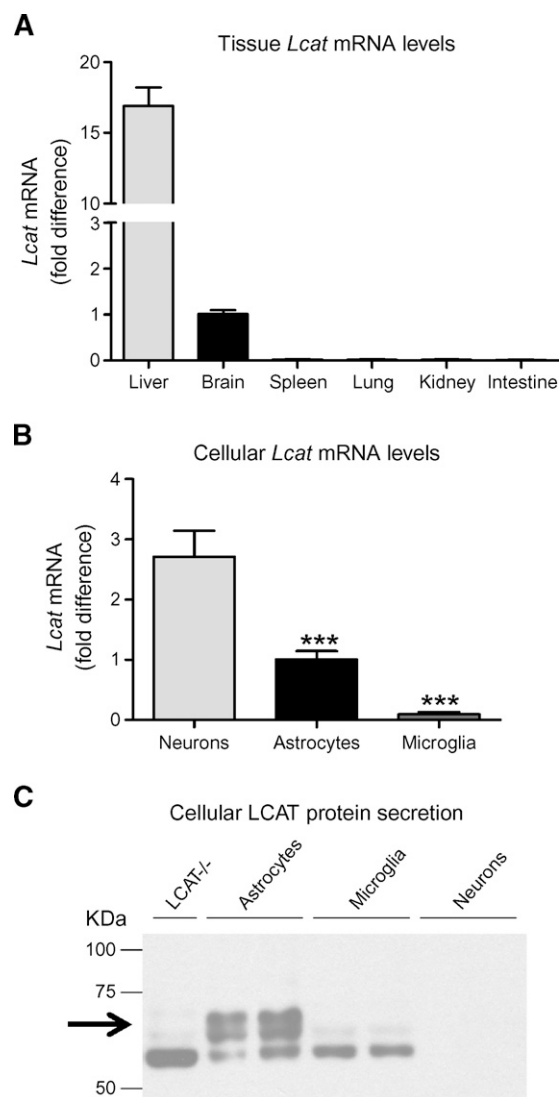 A
Tissue Lcat mRNA levels
Lcat mRNA
(fold difference)
20
15
10
3
2
1
0
Liver Brain Spleen Lung Kidney Intestine
B
Cellular Lcat mRNA levels
Lcat mRNA
(fold difference)
4
3
2
1
0
***
***
Neurons Astrocytes Microglia
C
Cellular LCAT protein secretion
LCAT-/- Astrocytes Microglia Neurons
KDa
100
75
50